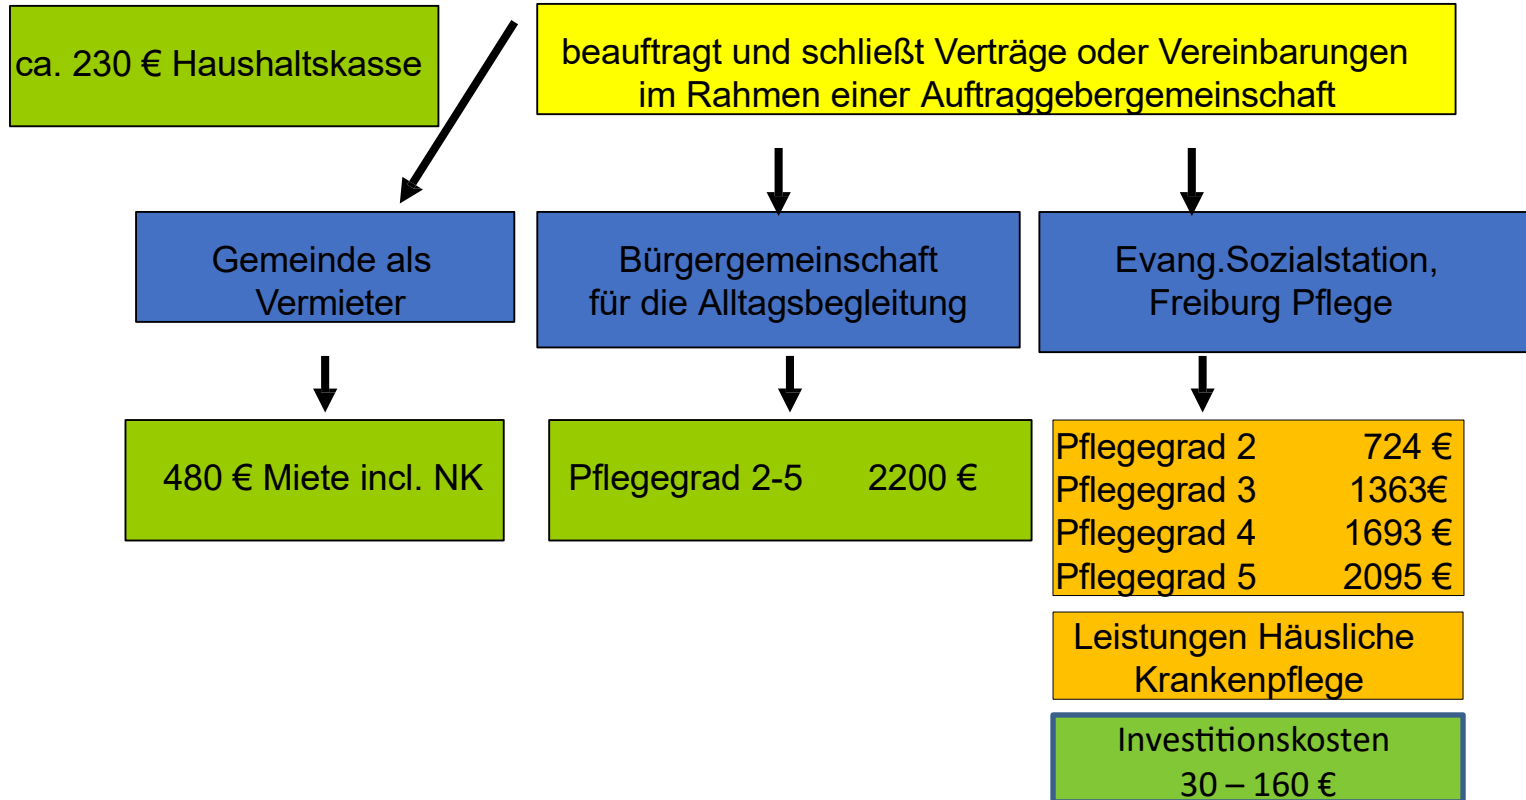 ca. 230 € Haushaltskasse
beauftragt und schließt Verträge oder Vereinbarungen
im Rahmen einer Auftraggebergemeinschaft
Gemeinde als
Vermieter
Bürgergemeinschaft
für die Alltagsbegleitung
Evang.Sozialstation,
Freiburg Pflege
480 € Miete incl. NK
Pflegegrad 2-5 2200 €
Pflegegrad 2 724 €
Pflegegrad 3 1363€
Pflegegrad 4 1693 €
Pflegegrad 5 2095 €
Leistungen Häusliche
Krankenpflege
Investitionskosten
30 – 160 €